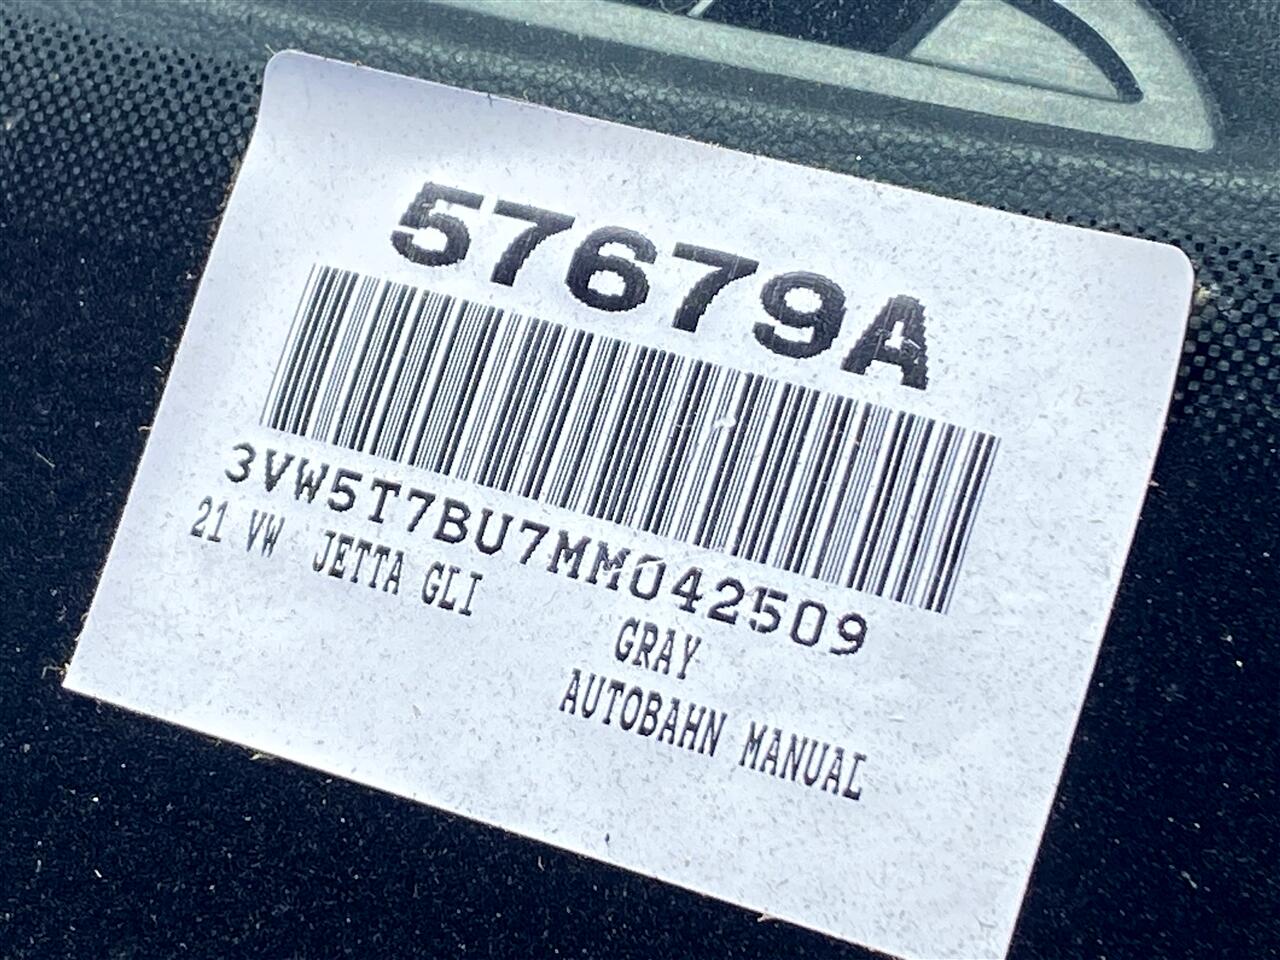 57679A
3VW5T7BU7MM042509
21 VW JETTA GLI
GRAY
AUTOBAHN MANUAL